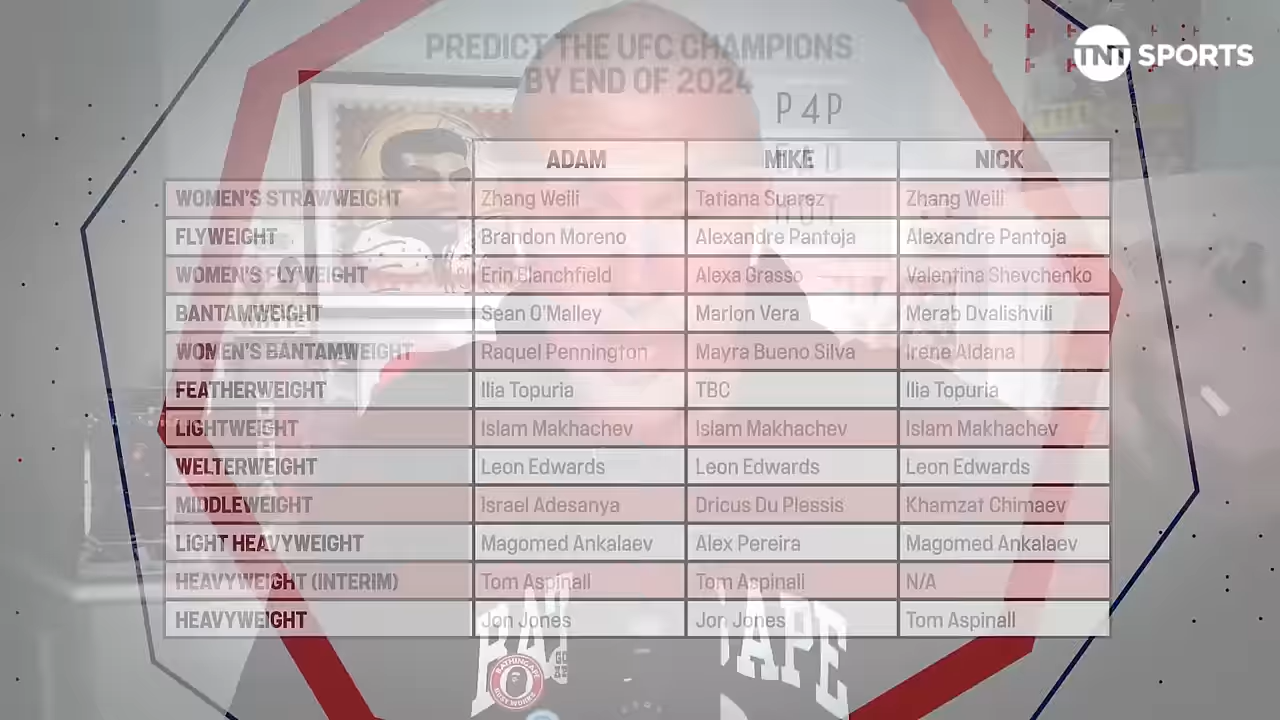 TNT SPORTS
PREDICT THE UFC CHAMPIONS
BY END OF 2024
P4P
ADAM MIKE NICK
WOMEN'S STRAWWEIGHT Zhang Weili Tatiana Suarez Zhang Weili
FLYWEIGHT Brandon Moreno Alexandre Pantoja Alexandre Pantoja
WOMEN'S FLYWEIGHT Erin Blanchfield Alexa Grasso Valentina Shevchenko
BANTAMWEIGHT Sean O'Malley Marlon Vera Merab Dvalishvili
WOMEN'S BANTAMWEIGHT Raquel Pennington Mayra Bueno Silva Irene Aldana
FEATHERWEIGHT Ilia Topuria TBC Ilia Topuria
LIGHTWEIGHT Islam Makhachev Islam Makhachev Islam Makhachev
WELTERWEIGHT Leon Edwards Leon Edwards Leon Edwards
MIDDLEWEIGHT Israel Adesanya Dricus Du Plessis Khamzat Chimaev
LIGHT HEAVYWEIGHT Magomed Ankalaev Alex Pereira Magomed Ankalaev
HEAVYWEIGHT (INTERIM) Tom Aspinall Tom Aspinall N/A
HEAVYWEIGHT Jon Jones Jon Jones Tom Aspinall
BATHINGAPE
BUSY WORKS